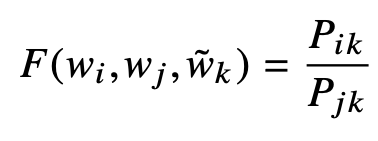 F(w_i, w_j, \tilde{w}_k) = \frac{P_{ik}}{P_{jk}}